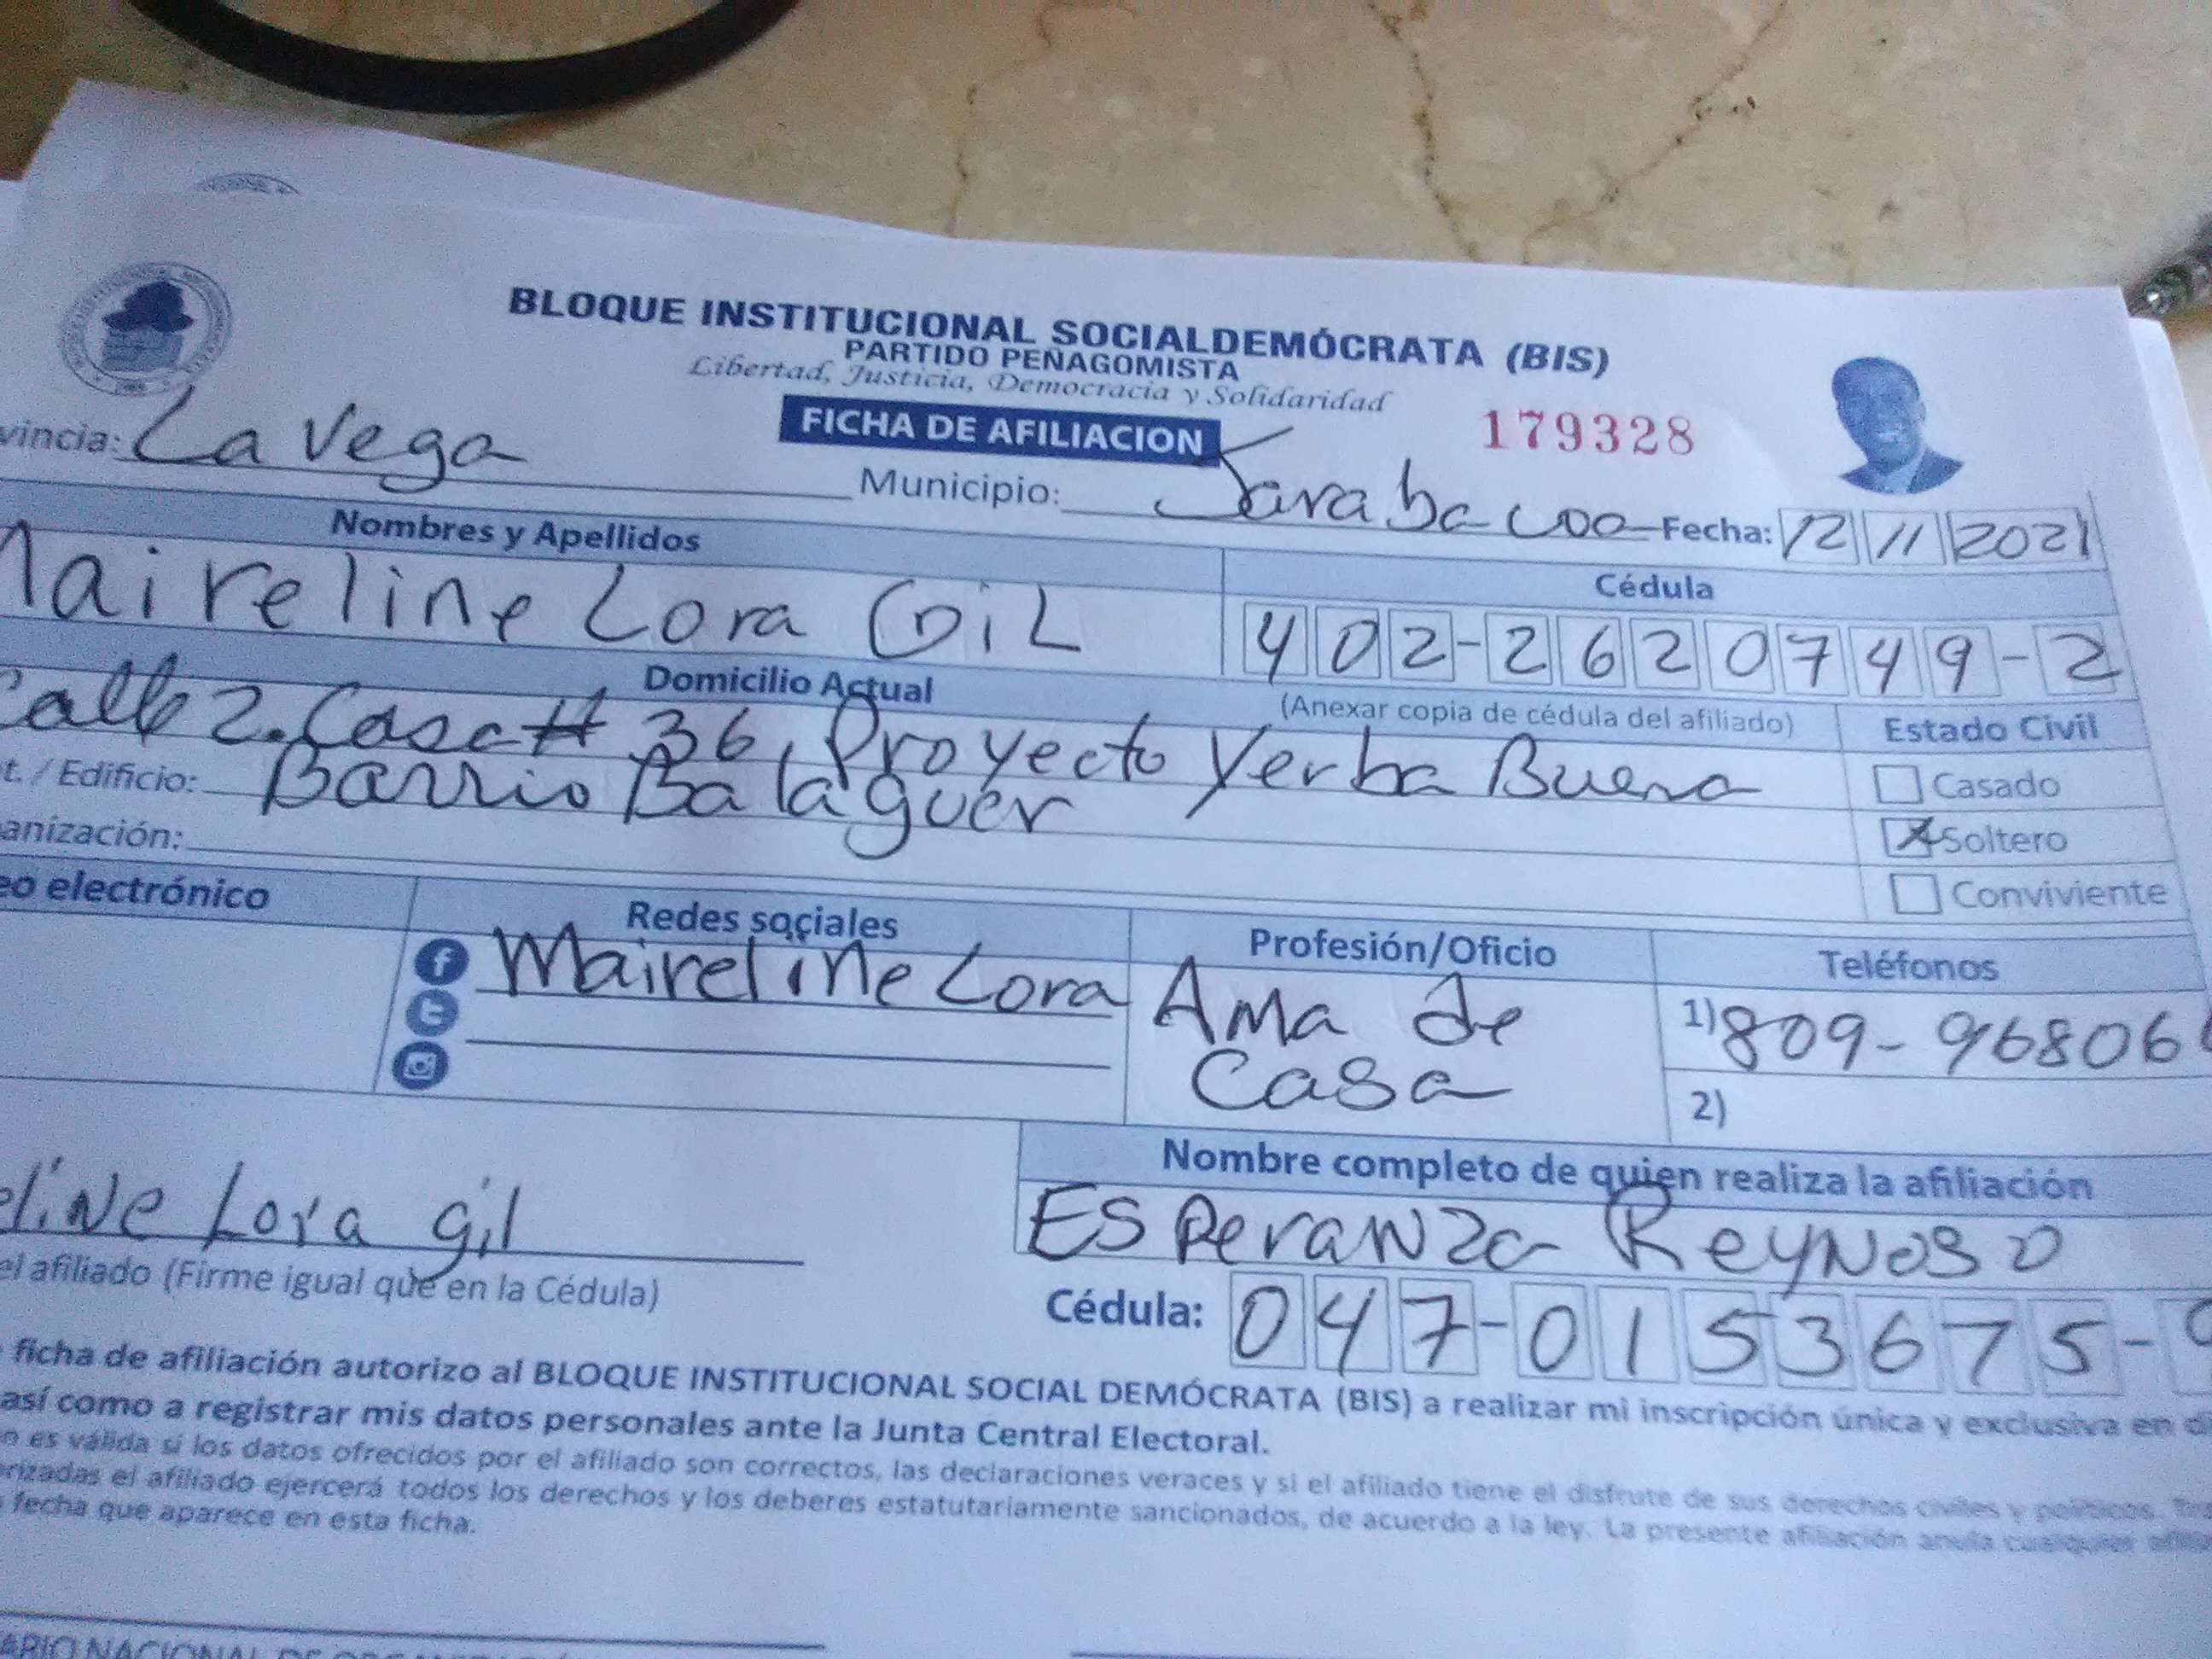 BLOQUE INSTITUCIONAL SOCIALDEMÓCRATA (BIS)
PARTIDO PEÑAGOMISTA
Libertad, Justicia, Democracia y Solidaridad
FICHA DE AFILIACION
179328
vincia: La Vega
Municipio: Jarabacoa Fecha: 12 11 2021
Nombres y Apellidos
Cédula
Maireline Lora Gil
402-2620749-2
Domicilio Actual
(Anexar copia de cédula del afiliado)
Estado Civil
Calle 2. Casa # 36, Proyecto Yerba Buena
Casado
t. / Edificio: Barrio Balaguer
X Soltero
anización:
Conviviente
eo electrónico
Redes sociales
Profesión/Oficio
Teléfonos
Maireline Lora
Ama de Casa
1) 809-96806
2)
Nombre completo de quien realiza la afiliación
eliNe Lora gil
Esperanza Reynoso
el afiliado (Firme igual que en la Cédula)
Cédula: 047-0153675-
ficha de afiliación autorizo al BLOQUE INSTITUCIONAL SOCIAL DEMÓCRATA (BIS) a realizar mi inscripción única y exclusiva en
así como a registrar mis datos personales ante la Junta Central Electoral.
n es válida si los datos ofrecidos por el afiliado son correctos, las declaraciones veraces y si el afiliado tiene el disfrute de sus derechos civiles y políticos.
rizadas el afiliado ejercerá todos los derechos y los deberes estatutariamente sancionados, de acuerdo a la ley. La presente afiliación anula cualquier
fecha que aparece en esta ficha.